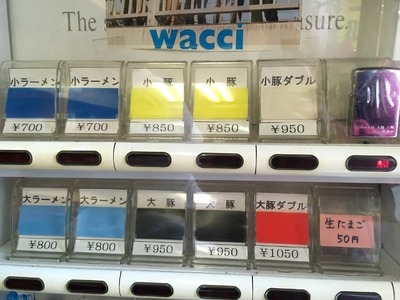 The s
sure.
wacci
小ラーメン 小ラーメン 小 豚 小 豚 小豚ダブル
¥700 ¥700 ¥850 ¥850 ¥950
大ラーメン 大ラーメン 大 豚 大 豚 大豚ダブル 生たまご
¥800 ¥800 ¥950 ¥950 ¥1050 50円